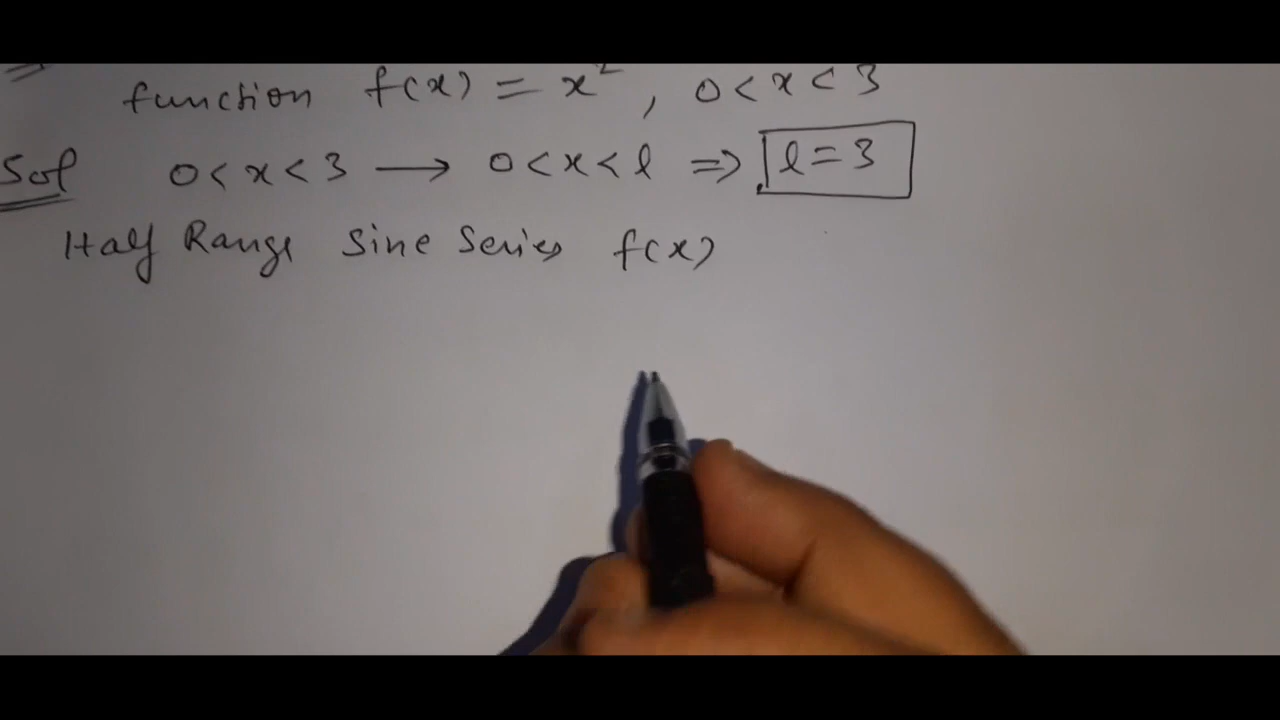 function f(x) = x², 0 < x < 3
Sol 0 < x < 3 → 0 < x < l ⇒ l = 3
Half Range Sine Series f(x)